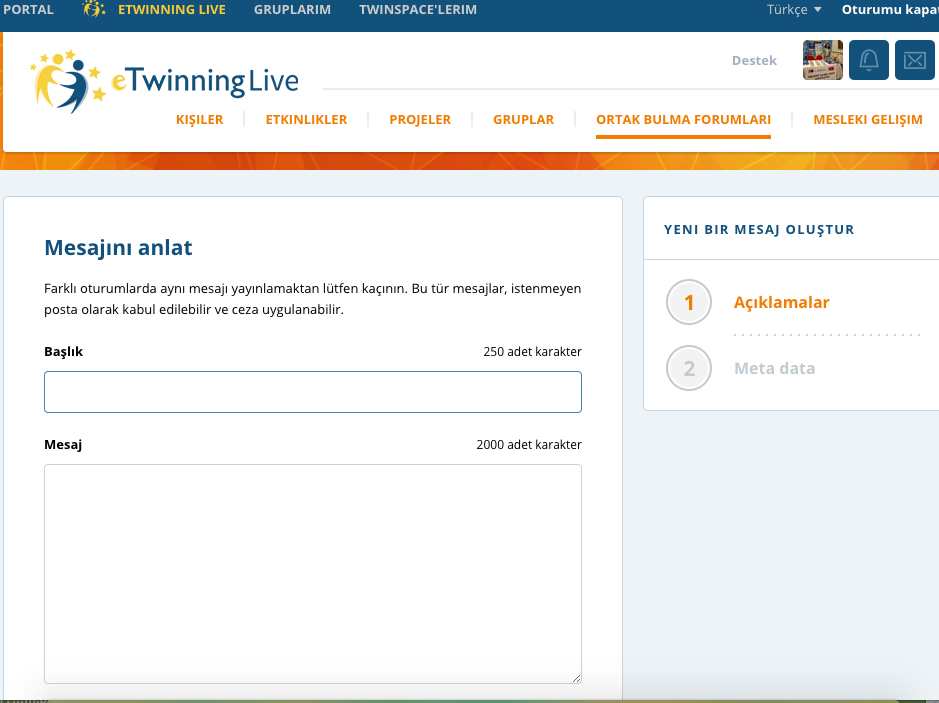 PORTAL
ETWINNING LIVE
GRUPLARIM
TWINSPACE'LERIM
Türkçe
Oturumu kapat
eTwinning Live
Destek
KIŞILER
ETKINLIKLER
PROJELER
GRUPLAR
ORTAK BULMA FORUMLARI
MESLEKI GELIŞIM
Mesajını anlat
Farklı oturumlarda aynı mesajı yayınlamaktan lütfen kaçının. Bu tür mesajlar, istenmeyen
posta olarak kabul edilebilir ve ceza uygulanabilir.
Başlık
250 adet karakter
Mesaj
2000 adet karakter
YENI BIR MESAJ OLUŞTUR
1
Açıklamalar
2
Meta data